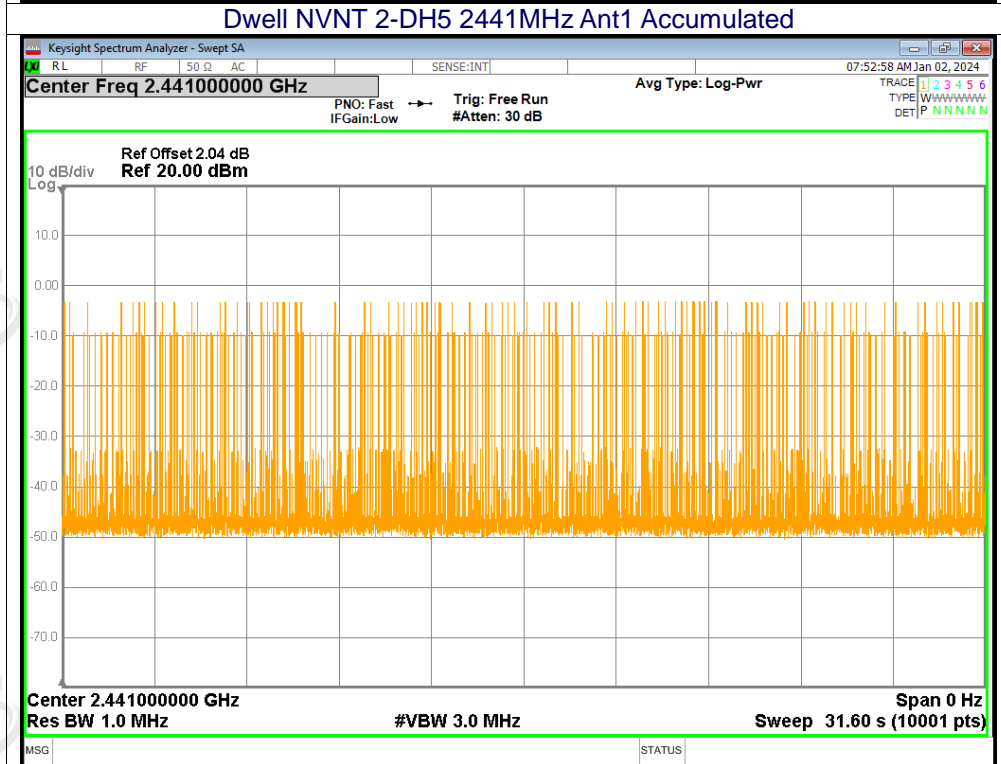 Dwell NVNT 2-DH5 2441MHz Ant1 Accumulated
Keysight Spectrum Analyzer - Swept SA
LXI RL RF 50 Ω AC SENSE:INT 07:52:58 AM Jan 02, 2024
Center Freq 2.441000000 GHz
PNO: Fast
IFGain:Low
Trig: Free Run
#Atten: 30 dB
Avg Type: Log-Pwr
TRACE 1 2 3 4 5 6
TYPE WWWWWW
DET P N N N N N
Ref Offset 2.04 dB
10 dB/div Ref 20.00 dBm
Log
10.0
0.00
-10.0
-20.0
-30.0
-40.0
-50.0
-60.0
-70.0
Center 2.441000000 GHz Span 0 Hz
Res BW 1.0 MHz #VBW 3.0 MHz Sweep 31.60 s (10001 pts)
MSG STATUS